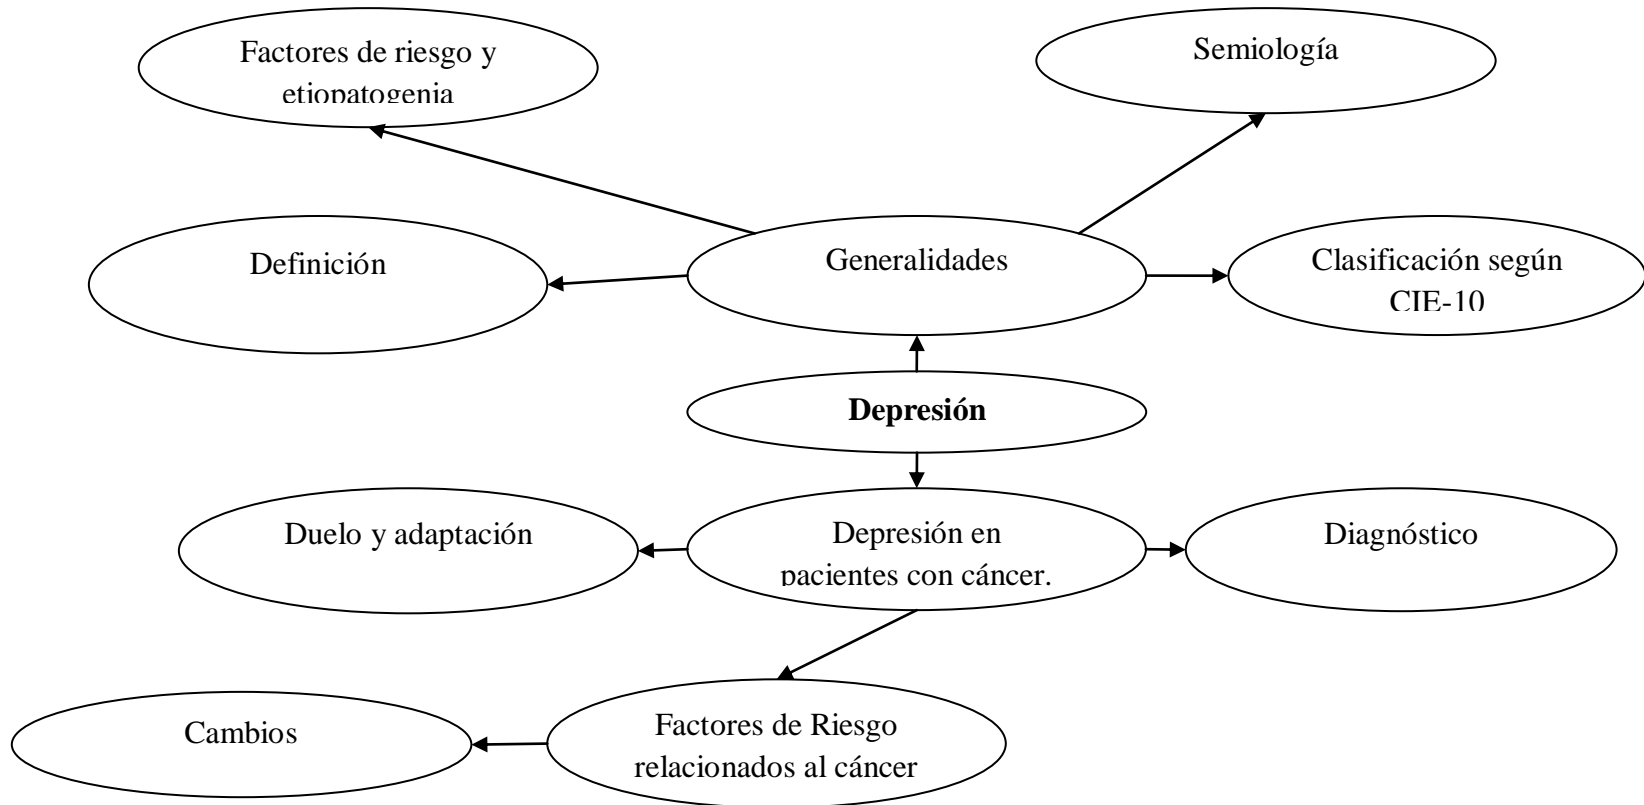 Factores de riesgo y
etiopatogenia
Semiología
Definición
Generalidades
Clasificación según
CIE-10
Depresión
Duelo y adaptación
Depresión en
pacientes con cáncer.
Diagnóstico
Cambios
Factores de Riesgo
relacionados al cáncer